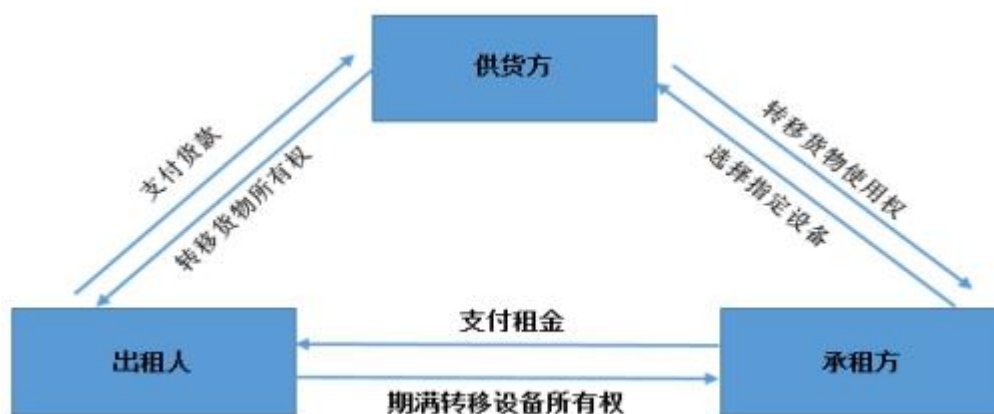 供货方
支付货款
转移货物所有权
转移货物使用权
选择指定设备
支付租金
出租人
承租方
期满转移设备所有权